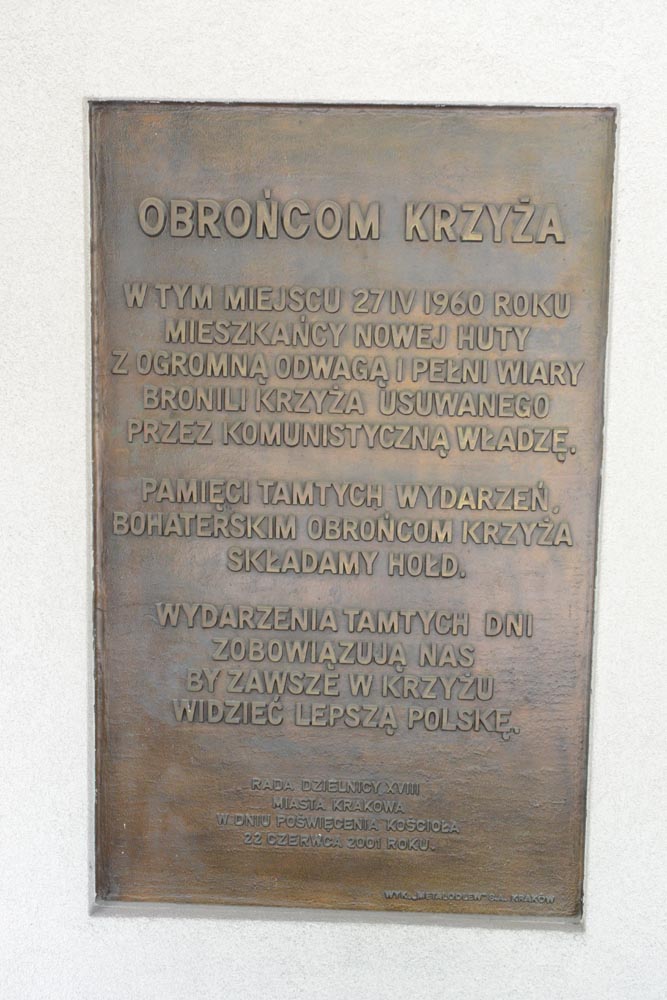 OBROŃCOM KRZYŻA
W TYM MIEJSCU 27 IV 1960 ROKU
MIESZKAŃCY NOWEJ HUTY
Z OGROMNĄ ODWAGĄ I PEŁNI WIARY
BRONILI KRZYŻA USUWANEGO
PRZEZ KOMUNISTYCZNĄ WŁADZĘ.
PAMIĘCI TAMTYCH WYDARZEŃ,
BOHATERSKIM OBROŃCOM KRZYŻA
SKŁADAMY HOŁD.
WYDARZENIA TAMTYCH DNI
ZOBOWIĄZUJĄ NAS
BY ZAWSZE W KRZYŻU
WIDZIEĆ LEPSZĄ POLSKĘ.
RADA DZIELNICY XVIII
MIASTA KRAKOWA
W DNIU POŚWIĘCENIA KOŚCIOŁA
22 CZERWCA 2001 ROKU.
WYK. „METALODLEW" S.A. KRAKÓW